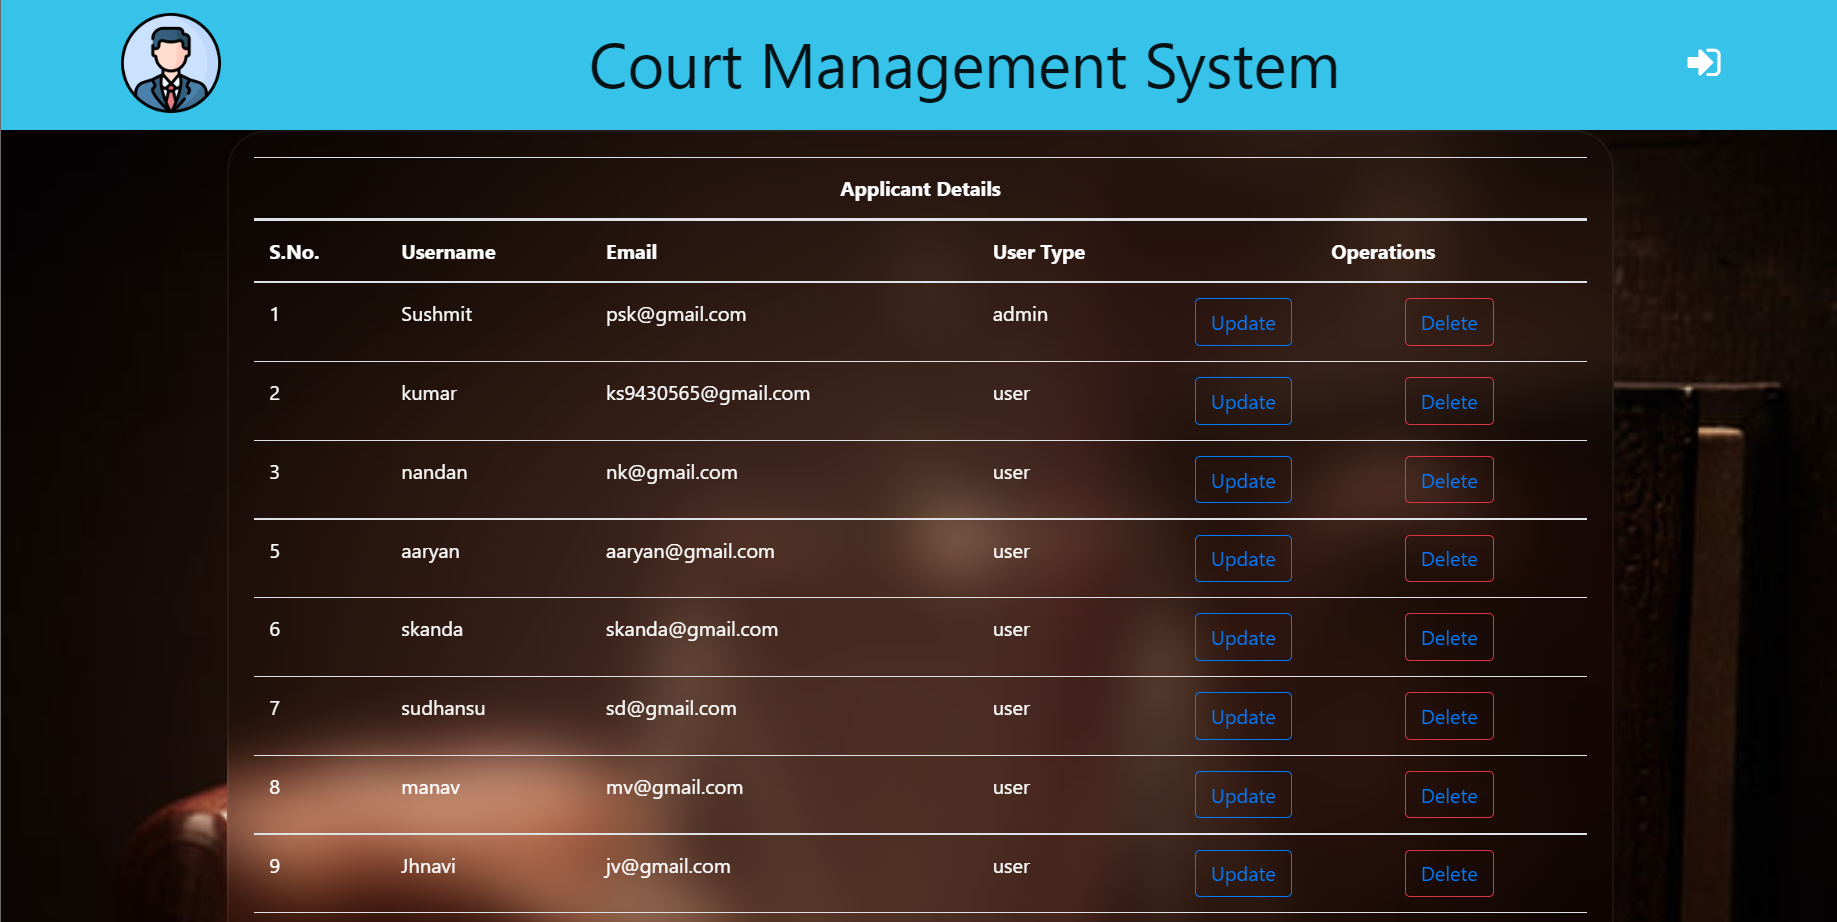 Court Management System
Applicant Details
S.No. Username Email User Type Operations
1 Sushmit psk@gmail.com admin Update Delete
2 kumar ks9430565@gmail.com user Update Delete
3 nandan nk@gmail.com user Update Delete
5 aaryan aaryan@gmail.com user Update Delete
6 skanda skanda@gmail.com user Update Delete
7 sudhansu sd@gmail.com user Update Delete
8 manav mv@gmail.com user Update Delete
9 Jhnavi jv@gmail.com user Update Delete